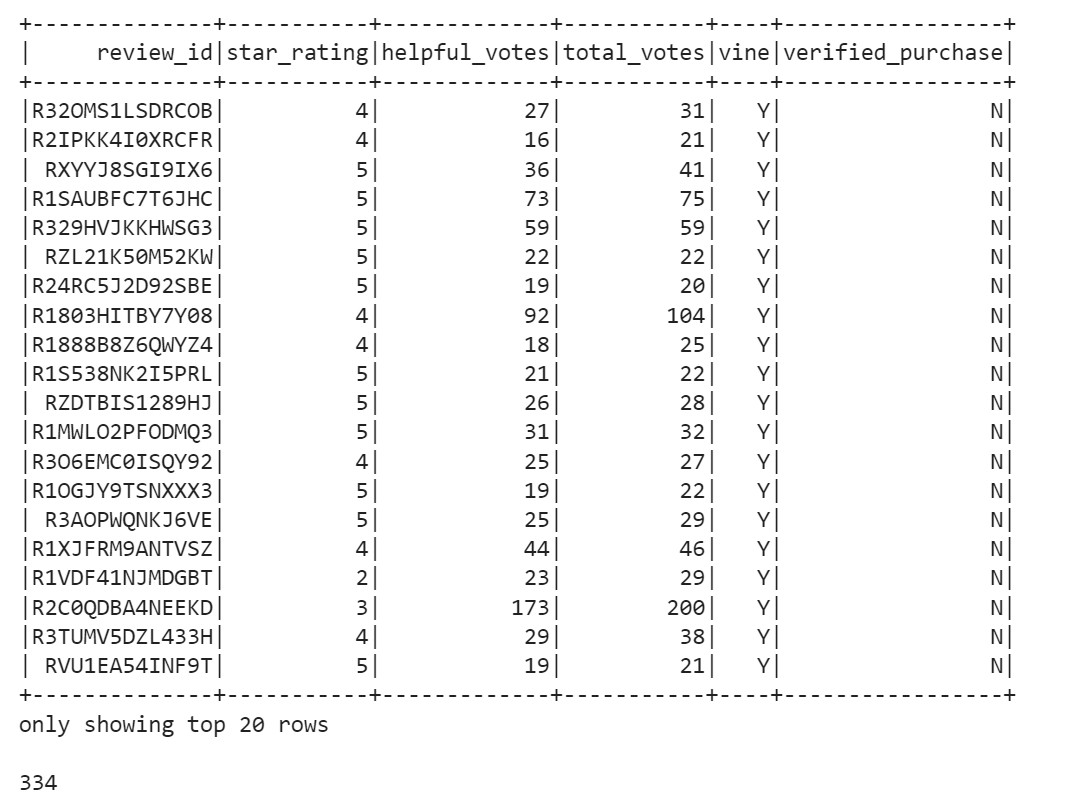 +--------------+-----------+-------------+-----------+----+-----------------+
|     review_id|star_rating|helpful_votes|total_votes|vine|verified_purchase|
+--------------+-----------+-------------+-----------+----+-----------------+
|R32OMS1LSDRCOB|          4|           27|         31|   Y|                N|
|R2IPKK4I0XRCFR|          4|           16|         21|   Y|                N|
| RXYYJ8SGI9IX6|          5|           36|         41|   Y|                N|
|R1SAUBFC7T6JHC|          5|           73|         75|   Y|                N|
|R329HVJKKHWSG3|          5|           59|         59|   Y|                N|
| RZL21K50M52KW|          5|           22|         22|   Y|                N|
|R24RC5J2D92SBE|          5|           19|         20|   Y|                N|
|R1803HITBY7Y08|          4|           92|        104|   Y|                N|
|R1888B8Z6QWYZ4|          4|           18|         25|   Y|                N|
|R1S538NK2I5PRL|          5|           21|         22|   Y|                N|
| RZDTBIS1289HJ|          5|           26|         28|   Y|                N|
|R1MWLO2PFODMQ3|          5|           31|         32|   Y|                N|
|R3O6EMC0ISQY92|          4|           25|         27|   Y|                N|
|R1OGJY9TSNXXX3|          5|           19|         22|   Y|                N|
| R3AOPWQNKJ6VE|          5|           25|         29|   Y|                N|
|R1XJFRM9ANTVSZ|          4|           44|         46|   Y|                N|
|R1VDF41NJMDGBT|          2|           23|         29|   Y|                N|
|R2C0QDBA4NEEKD|          3|          173|        200|   Y|                N|
|R3TUMV5DZL433H|          4|           29|         38|   Y|                N|
| RVU1EA54INF9T|          5|           19|         21|   Y|                N|
+--------------+-----------+-------------+-----------+----+-----------------+
only showing top 20 rows
334